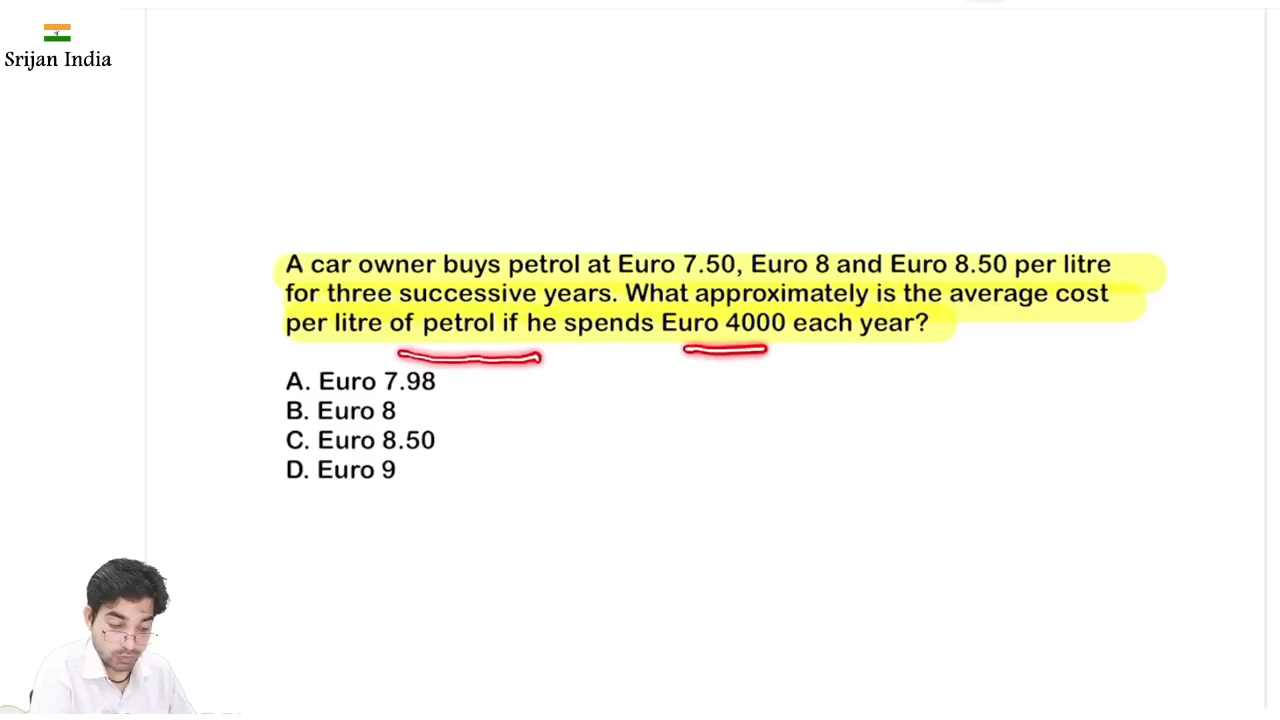 Srijan India
A car owner buys petrol at Euro 7.50, Euro 8 and Euro 8.50 per litre
for three successive years. What approximately is the average cost
per litre of petrol if he spends Euro 4000 each year?
A. Euro 7.98
B. Euro 8
C. Euro 8.50
D. Euro 9